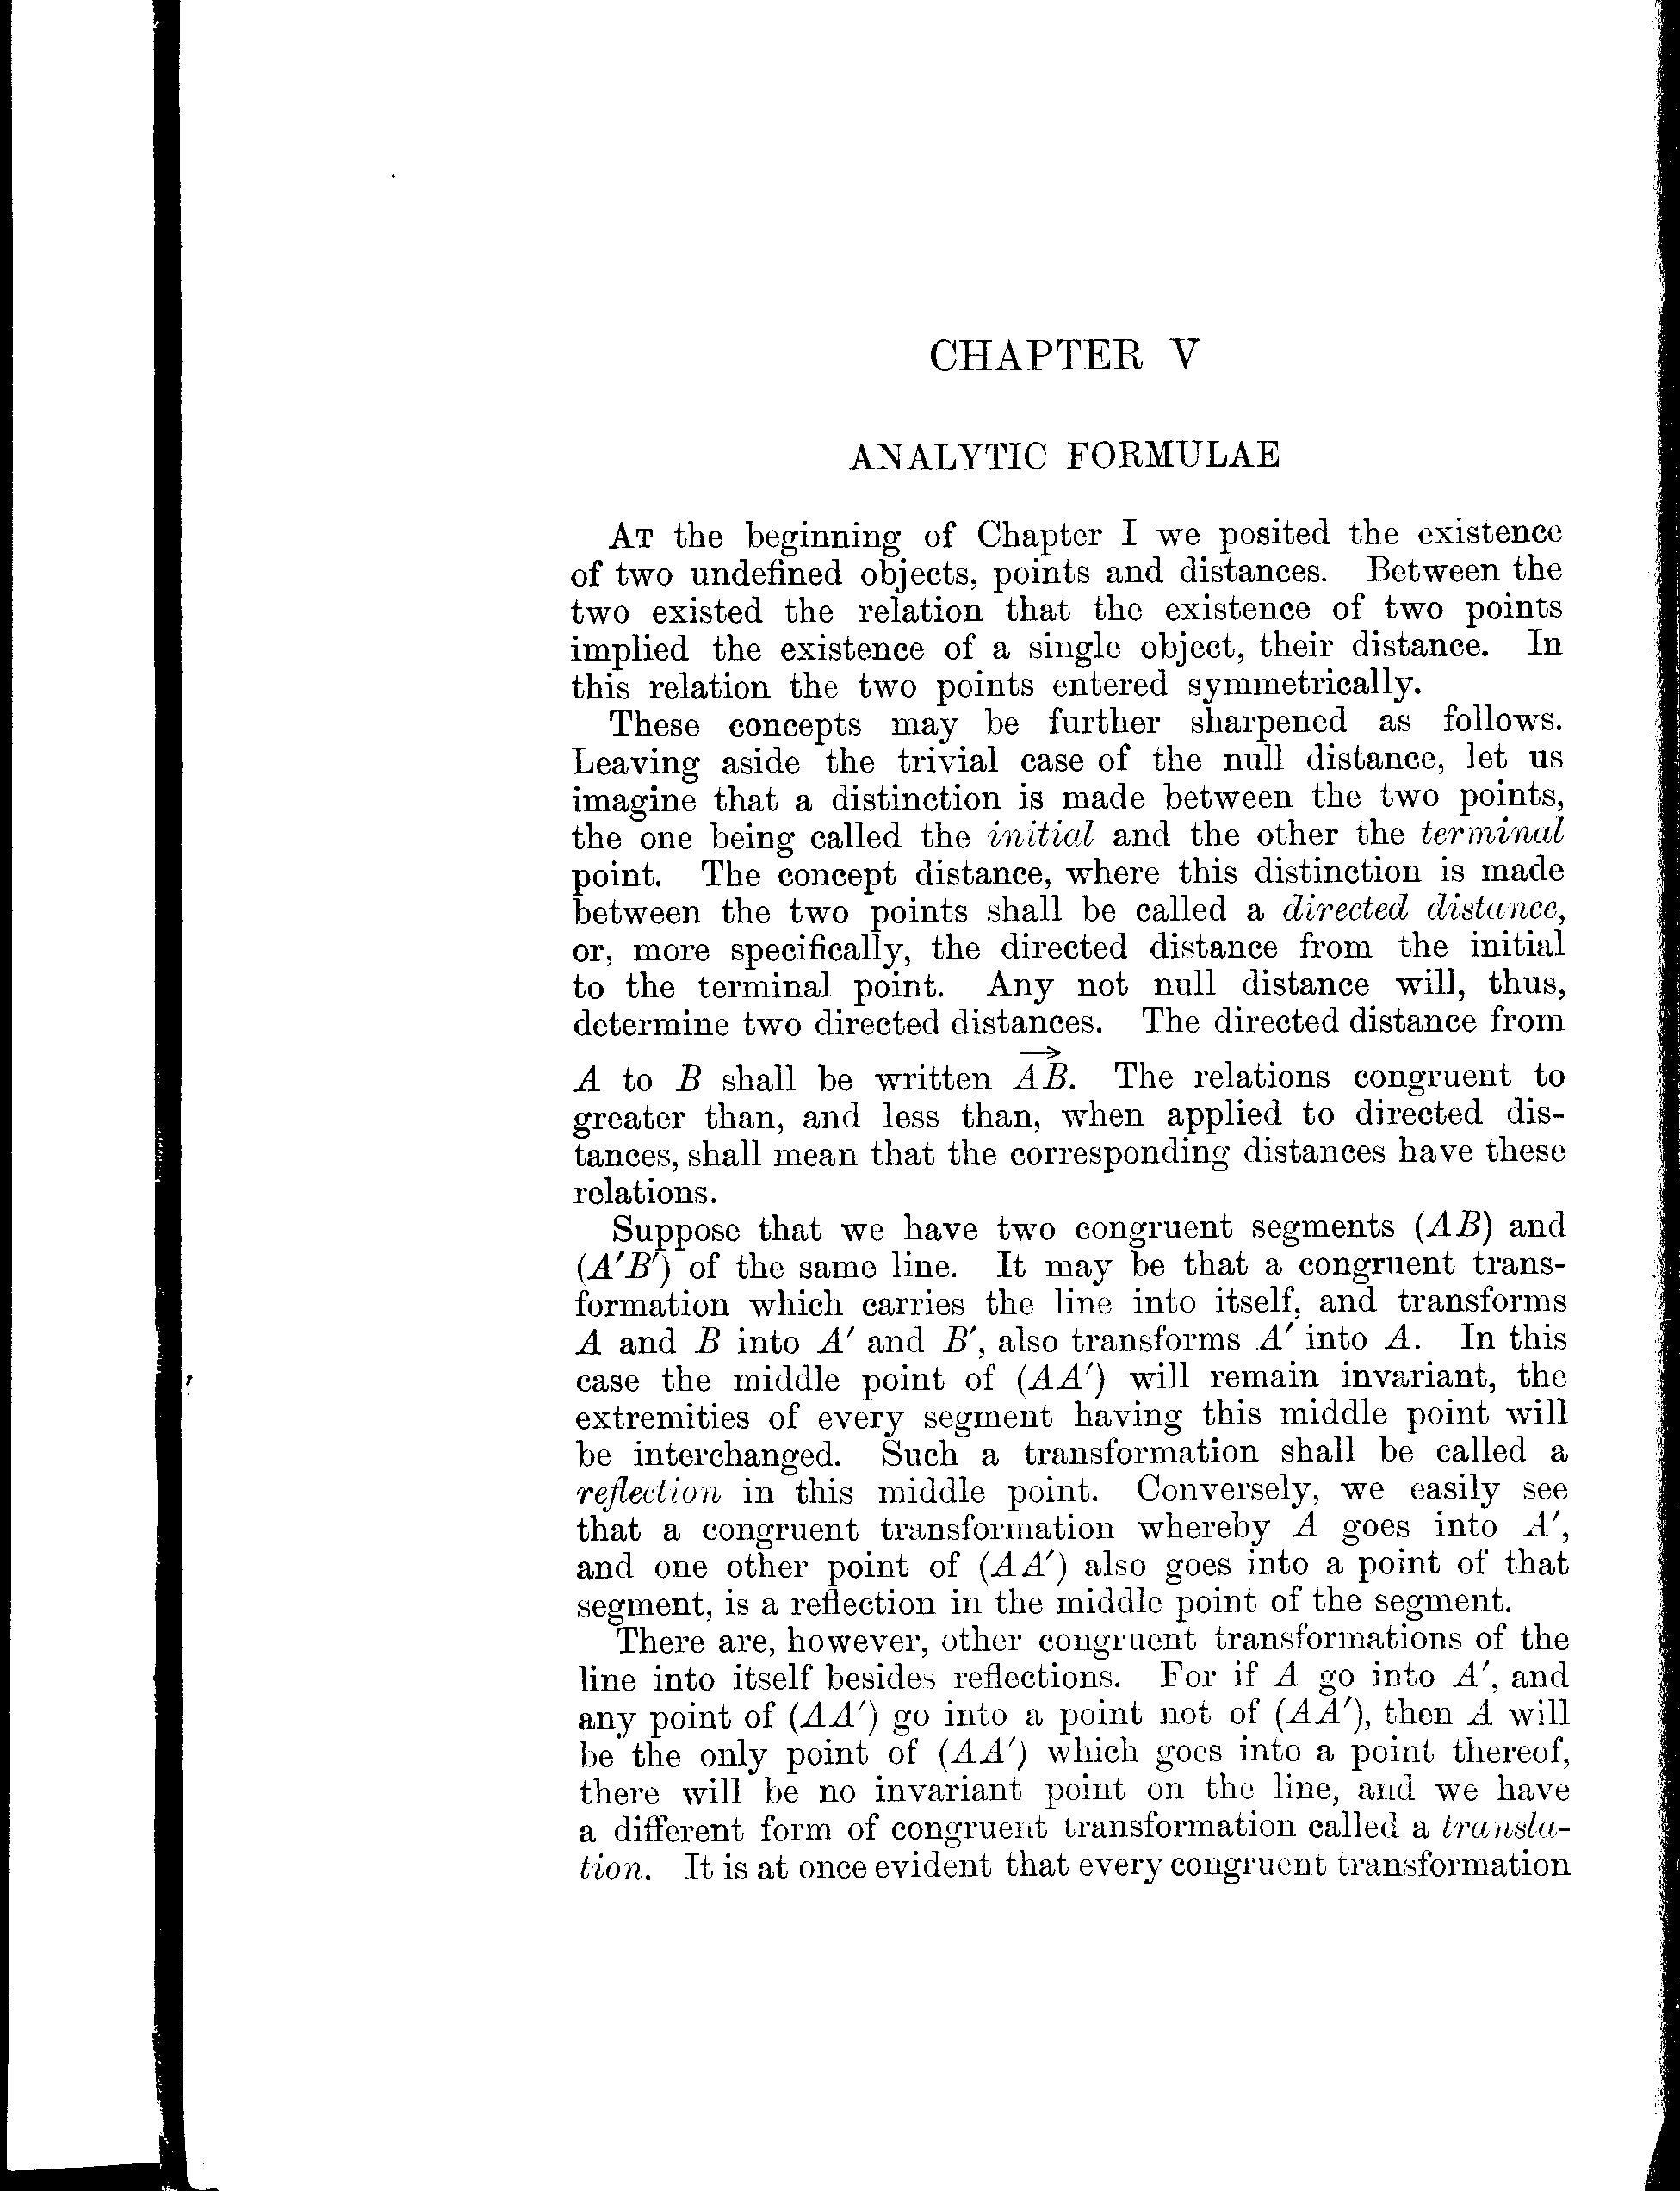 CHAPTER V
ANALYTIC FORMULAE
At the beginning of Chapter I we posited the existence
of two undefined objects, points and distances. Between the
two existed the relation that the existence of two points
implied the existence of a single object, their distance. In
this relation the two points entered symmetrically.
These concepts may be further sharpened as follows.
Leaving aside the trivial case of the null distance, let us
imagine that a distinction is made between the two points,
the one being called the initial and the other the terminal
point. The concept distance, where this distinction is made
between the two points shall be called a directed distance,
or, more specifically, the directed distance from the initial
to the terminal point. Any not null distance will, thus,
determine two directed distances. The directed distance from
A to B shall be written \overrightarrow{AB}. The relations congruent to
greater than, and less than, when applied to directed dis-
tances, shall mean that the corresponding distances have these
relations.
Suppose that we have two congruent segments (AB) and
(A′B′) of the same line. It may be that a congruent trans-
formation which carries the line into itself, and transforms
A and B into A′ and B′, also transforms A′ into A. In this
case the middle point of (AA′) will remain invariant, the
extremities of every segment having this middle point will
be interchanged. Such a transformation shall be called a
reflection in this middle point. Conversely, we easily see
that a congruent transformation whereby A goes into A′,
and one other point of (AA′) also goes into a point of that
segment, is a reflection in the middle point of the segment.
There are, however, other congruent transformations of the
line into itself besides reflections. For if A go into A′, and
any point of (AA′) go into a point not of (AA′), then A will
be the only point of (AA′) which goes into a point thereof,
there will be no invariant point on the line, and we have
a different form of congruent transformation called a transla-
tion. It is at once evident that every congruent transformation